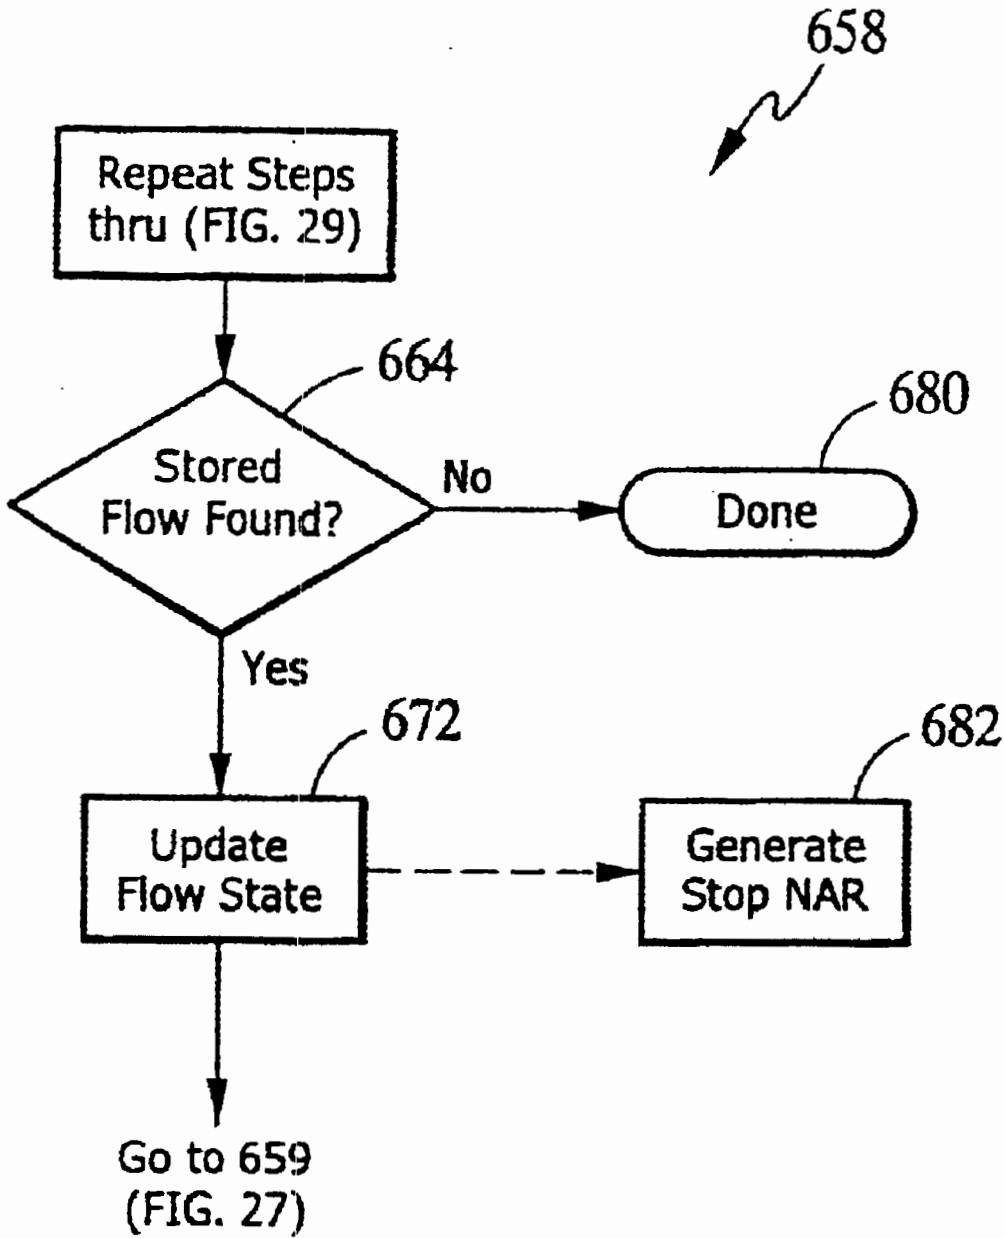 658
Repeat Steps
thru (FIG. 29)
664
Stored
Flow Found?
No
680
Done
Yes
672
Update
Flow State
682
Generate
Stop NAR
Go to 659
(FIG. 27)